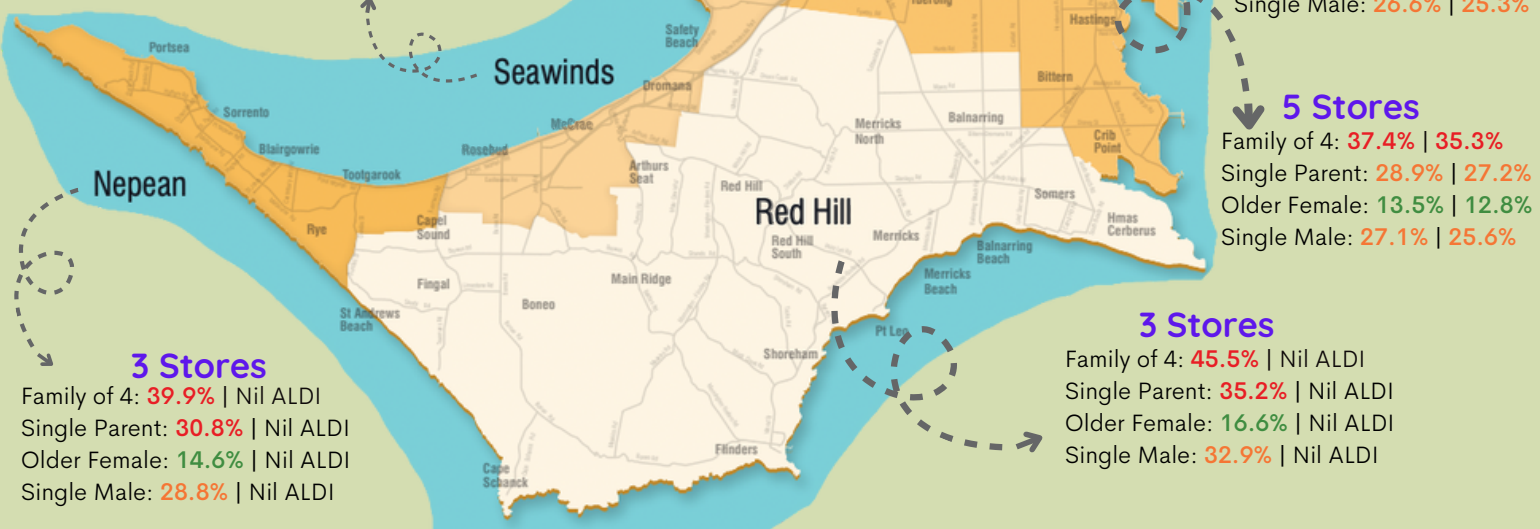 Single Male: 26.6% | 25.3%
Hastings
Safety
Beach
Portsea
Seawinds
Dromana
Bittern
5 Stores
Family of 4: 37.4% | 35.3%
Single Parent: 28.9% | 27.2%
Older Female: 13.5% | 12.8%
Single Male: 27.1% | 25.6%
Sorrento
McCrae
Merricks
North
Balnarring
Crib
Point
Blairgowrie
Rosebud
Tootgarook
Arthurs
Seat
Nepean
Red Hill
Red Hill
Somers
Rye
Capel
Sound
Hmas
Cerberus
Red Hill
South
Merricks
Balnarring
Beach
Fingal
Main Ridge
Boneo
Merricks
Beach
St Andrews
Beach
Pt Leo
Shoreham
3 Stores
Family of 4: 45.5% | Nil ALDI
Single Parent: 35.2% | Nil ALDI
Older Female: 16.6% | Nil ALDI
Single Male: 32.9% | Nil ALDI
3 Stores
Family of 4: 39.9% | Nil ALDI
Single Parent: 30.8% | Nil ALDI
Older Female: 14.6% | Nil ALDI
Single Male: 28.8% | Nil ALDI
Flinders
Cape
Schanck